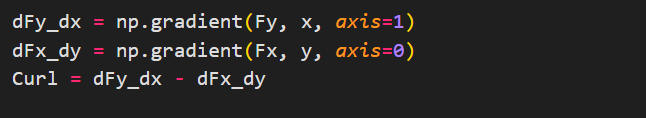 dFy_dx = np.gradient(Fy, x, axis=1)
dFx_dy = np.gradient(Fx, y, axis=0)
Curl = dFy_dx - dFx_dy